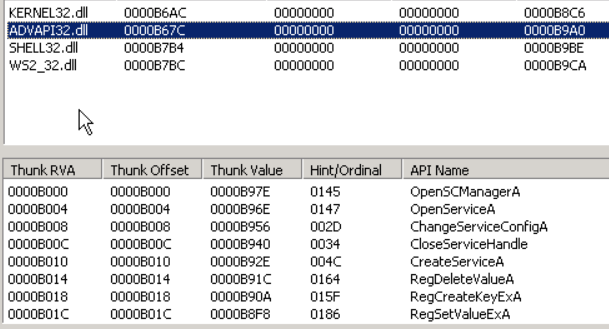 KERNEL32.dll 0000B6AC 00000000 00000000 0000B8C6
ADVAPI32.dll 0000B67C 00000000 00000000 0000B9A0
SHELL32.dll 0000B7B4 00000000 00000000 0000B9BE
WS2_32.dll 0000B7BC 00000000 00000000 0000B9CA
Thunk RVA Thunk Offset Thunk Value Hint/Ordinal API Name
0000B000 0000B000 0000B97E 0145 OpenSCManagerA
0000B004 0000B004 0000B96E 0147 OpenServiceA
0000B008 0000B008 0000B956 002D ChangeServiceConfigA
0000B00C 0000B00C 0000B940 0034 CloseServiceHandle
0000B010 0000B010 0000B92E 004C CreateServiceA
0000B014 0000B014 0000B91C 0164 RegDeleteValueA
0000B018 0000B018 0000B90A 015F RegCreateKeyExA
0000B01C 0000B01C 0000B8F8 0186 RegSetValueExA